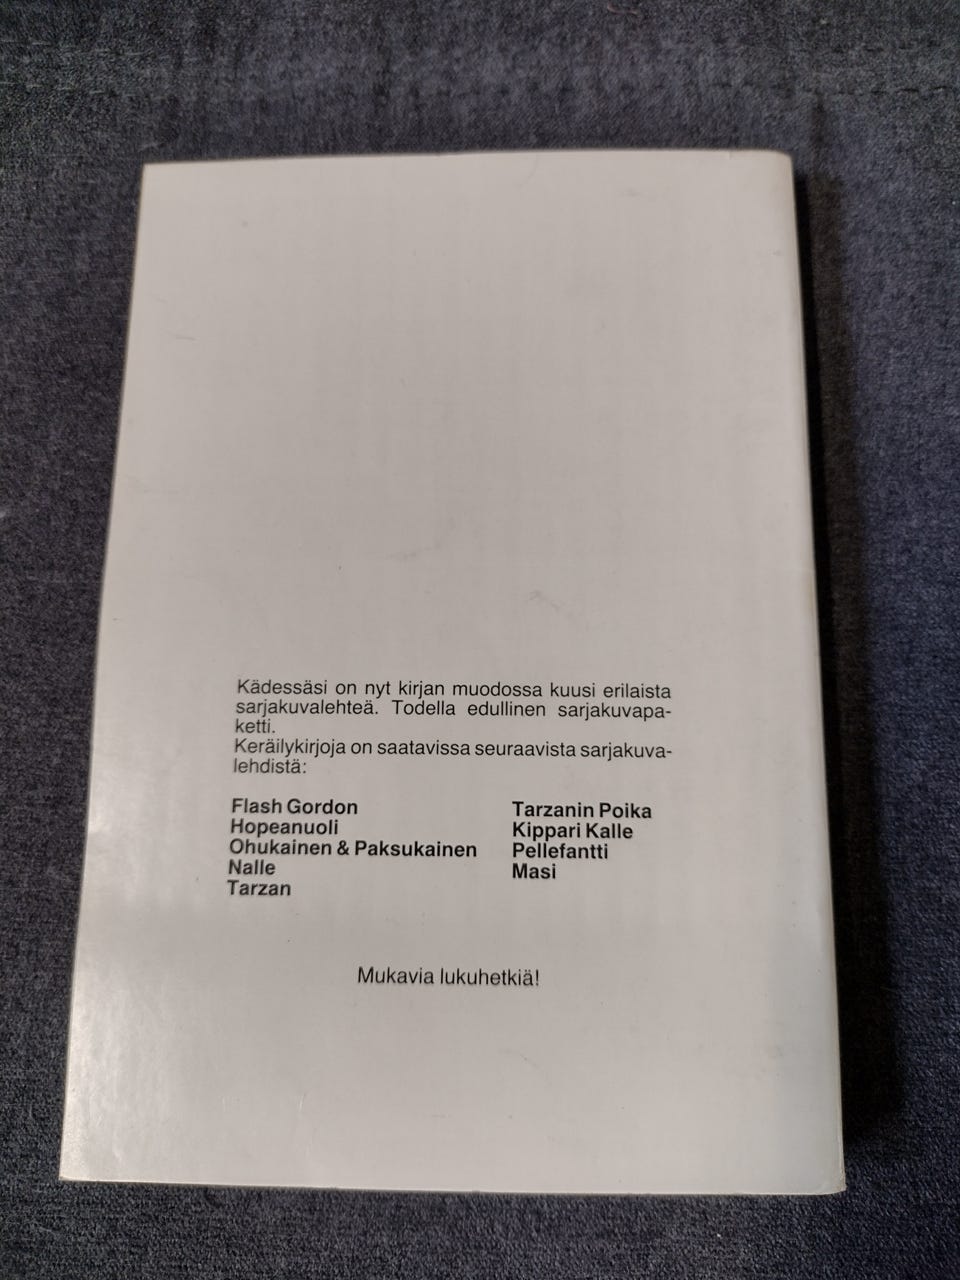 Kädessäsi on nyt kirjan muodossa kuusi erilaista
sarjakuvalehteä. Todella edullinen sarjakuvapa-
ketti.
Keräilykirjoja on saatavissa seuraavista sarjakuva-
lehdistä:
Flash Gordon
Hopeanuoli
Ohukainen & Paksukainen
Nalle
Tarzan
Tarzanin Poika
Kippari Kalle
Pellefantti
Masi
Mukavia lukuhetkiä!